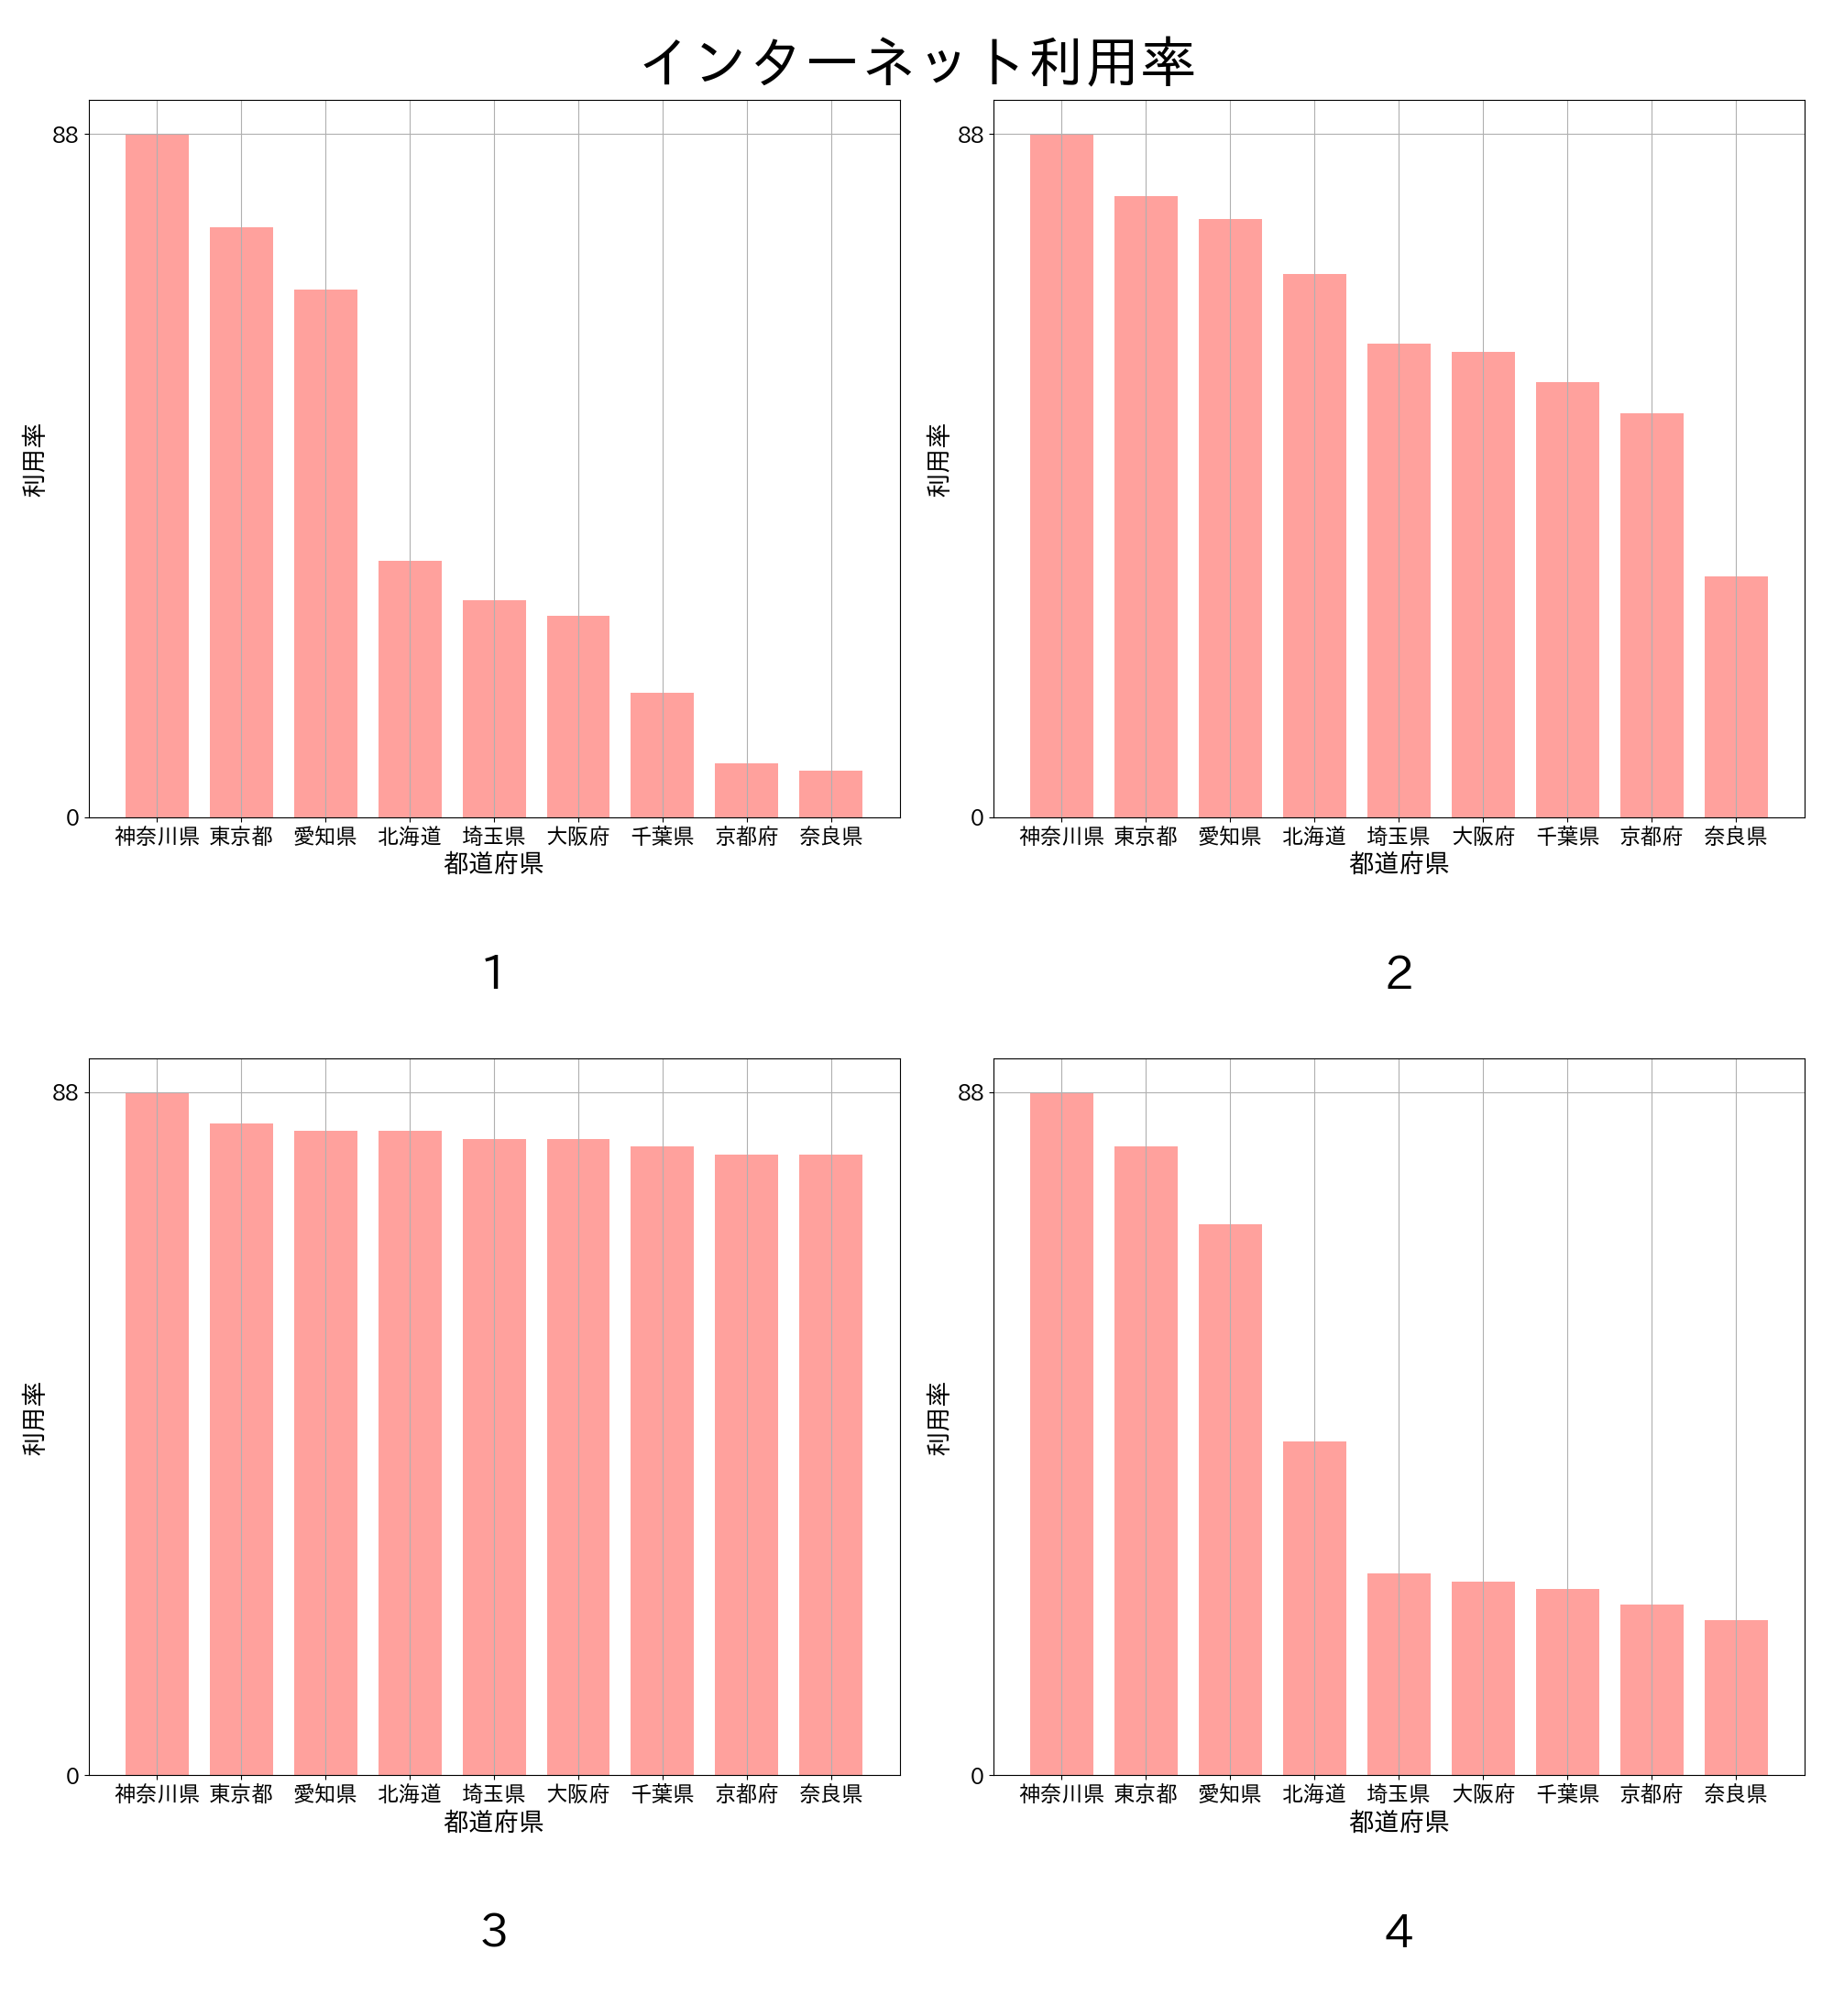 インターネット利用率
88
0
利用率
神奈川県 東京都 愛知県 北海道 埼玉県 大阪府 千葉県 京都府 奈良県
都道府県
1
88
0
利用率
神奈川県 東京都 愛知県 北海道 埼玉県 大阪府 千葉県 京都府 奈良県
都道府県
2
88
0
利用率
神奈川県 東京都 愛知県 北海道 埼玉県 大阪府 千葉県 京都府 奈良県
都道府県
3
88
0
利用率
神奈川県 東京都 愛知県 北海道 埼玉県 大阪府 千葉県 京都府 奈良県
都道府県
4